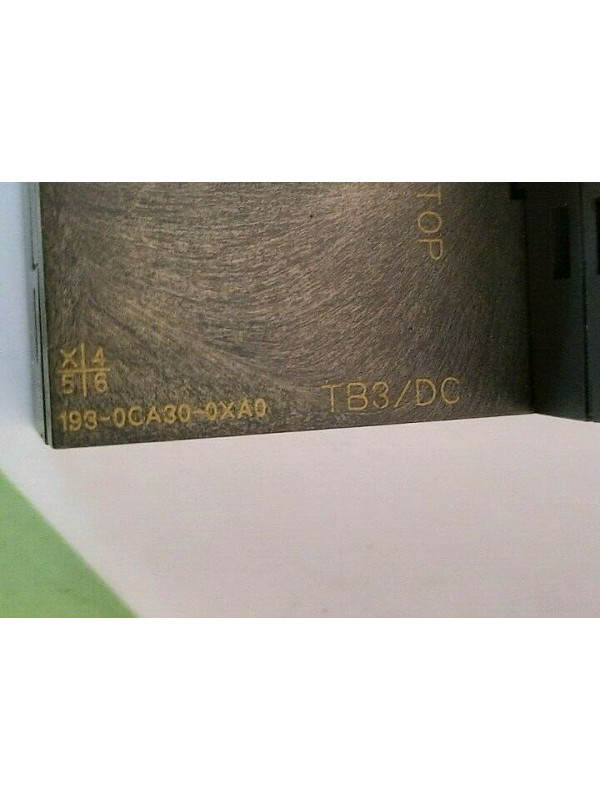 TOP
X 4
5 6
193-0CA30-0XA0
TB3/DC